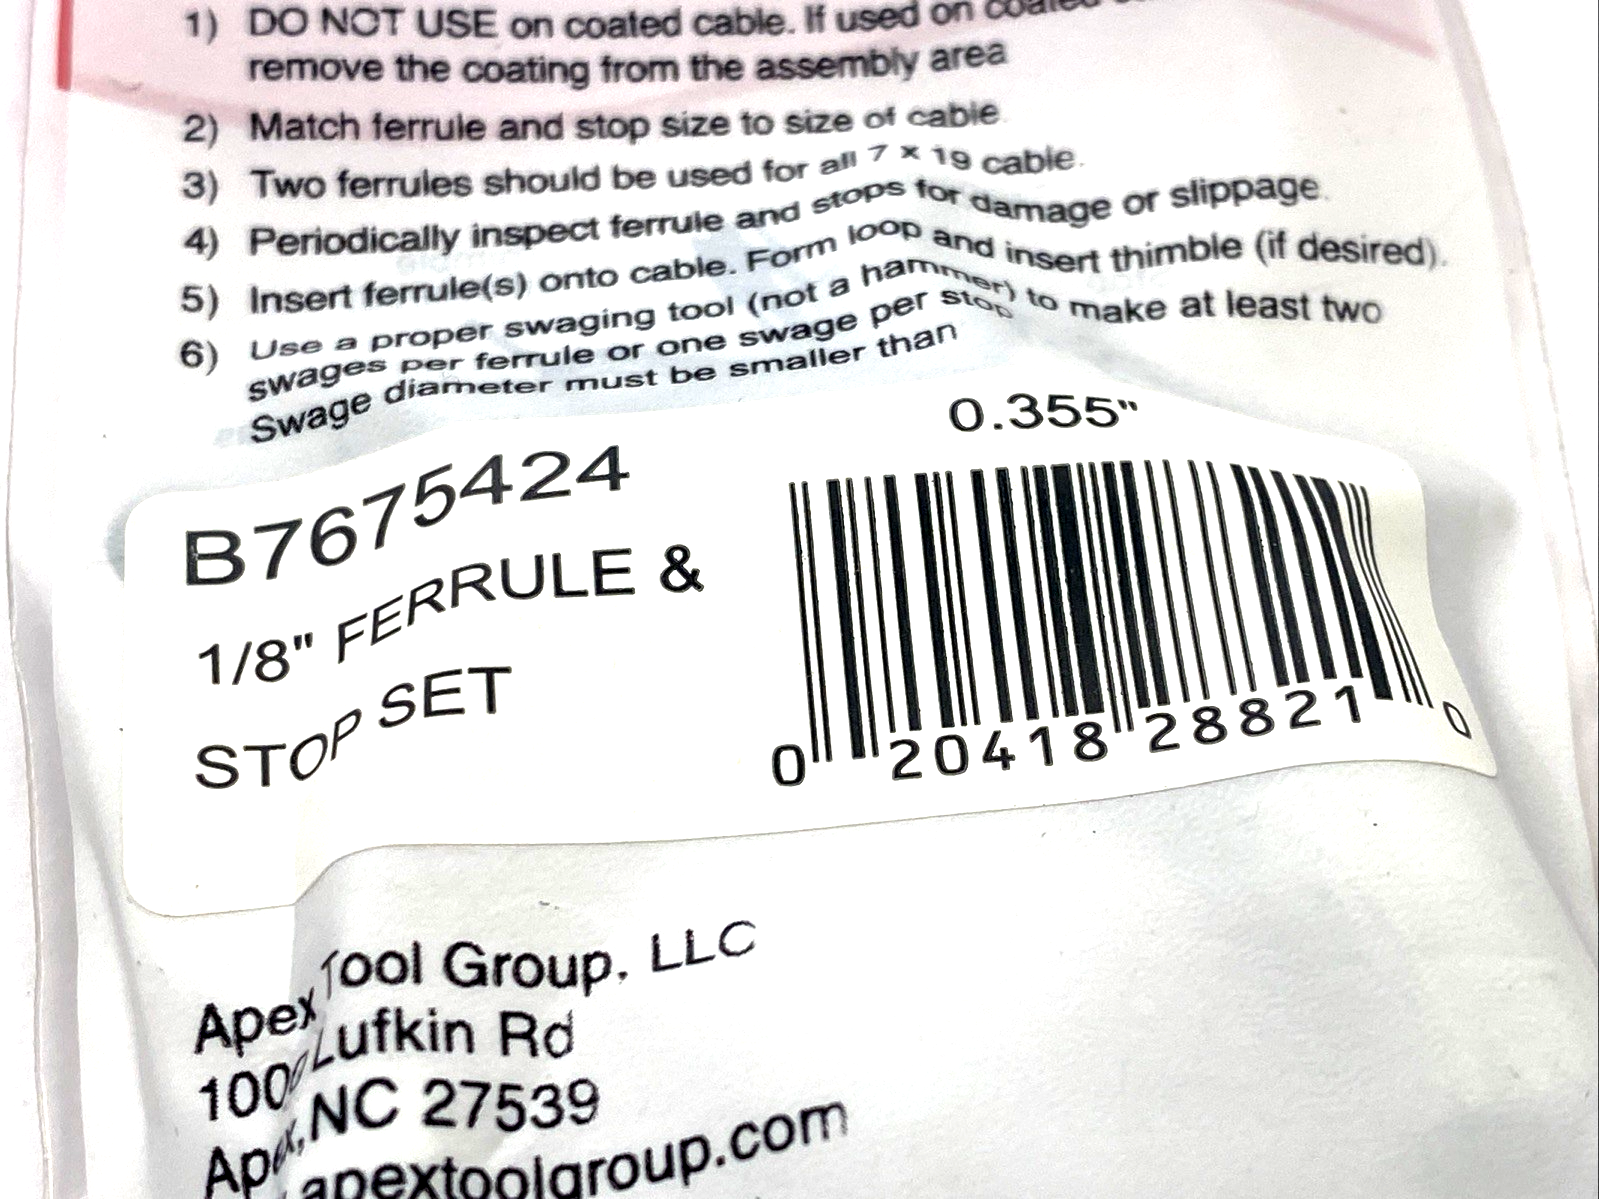 1) DO NOT USE on coated cable. If used on coated
remove the coating from the assembly area
2) Match ferrule and stop size to size of cable
3) Two ferrules should be used for all 7 x 19 cable.
4) Periodically inspect ferrule and stops for damage or slippage.
5) Insert ferrule(s) onto cable. Form loop and insert thimble (if desired).
6) Use a proper swaging tool (not a hammer) to make at least two
swages per ferrule or one swage per stop
Swage diameter must be smaller than
0.355"
B7675424
1/8" FERRULE &
STOP SET
0 20418 28821 0
Apex Tool Group, LLC
1000 Lufkin Rd
Apex, NC 27539
apextoolgroup.com